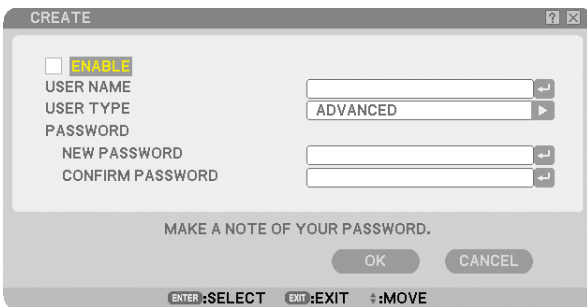 CREATE
ENABLE
USER NAME
USER TYPE ADVANCED
PASSWORD
NEW PASSWORD
CONFIRM PASSWORD
MAKE A NOTE OF YOUR PASSWORD.
OK CANCEL
ENTER :SELECT EXIT :EXIT :MOVE